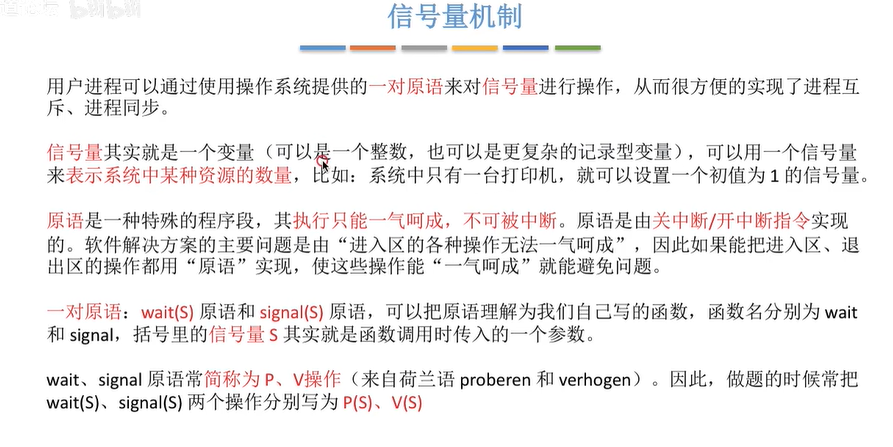 信号量机制
用户进程可以通过使用操作系统提供的一对原语来对信号量进行操作，从而很方便的实现了进程互
斥、进程同步。
信号量其实就是一个变量（可以是一个整数，也可以是更复杂的记录型变量），可以用一个信号量
来表示系统中某种资源的数量，比如：系统中只有一台打印机，就可以设置一个初值为 1 的信号量。
原语是一种特殊的程序段，其执行只能一气呵成，不可被中断。原语是由关中断/开中断指令实现
的。软件解决方案的主要问题是由“进入区的各种操作无法一气呵成”，因此如果能把进入区、退
出区的操作都用“原语”实现，使这些操作能“一气呵成”就能避免问题。
一对原语：wait(S) 原语和 signal(S) 原语，可以把原语理解为我们自己写的函数，函数名分别为 wait
和 signal，括号里的信号量 S 其实就是函数调用时传入的一个参数。
wait、signal 原语常简称为 P、V操作（来自荷兰语 proberen 和 verhogen）。因此，做题的时候常把
wait(S)、signal(S) 两个操作分别写为 P(S)、V(S)